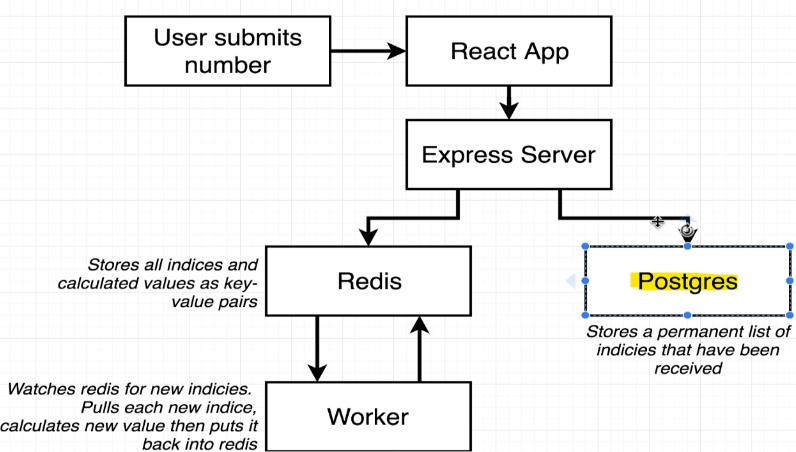 User submits
number
React App
Express Server
Stores all indices and
calculated values as key-
value pairs
Redis
Postgres
Stores a permanent list of
indicies that have been
received
Watches redis for new indicies.
Pulls each new indice,
calculates new value then puts it
back into redis
Worker